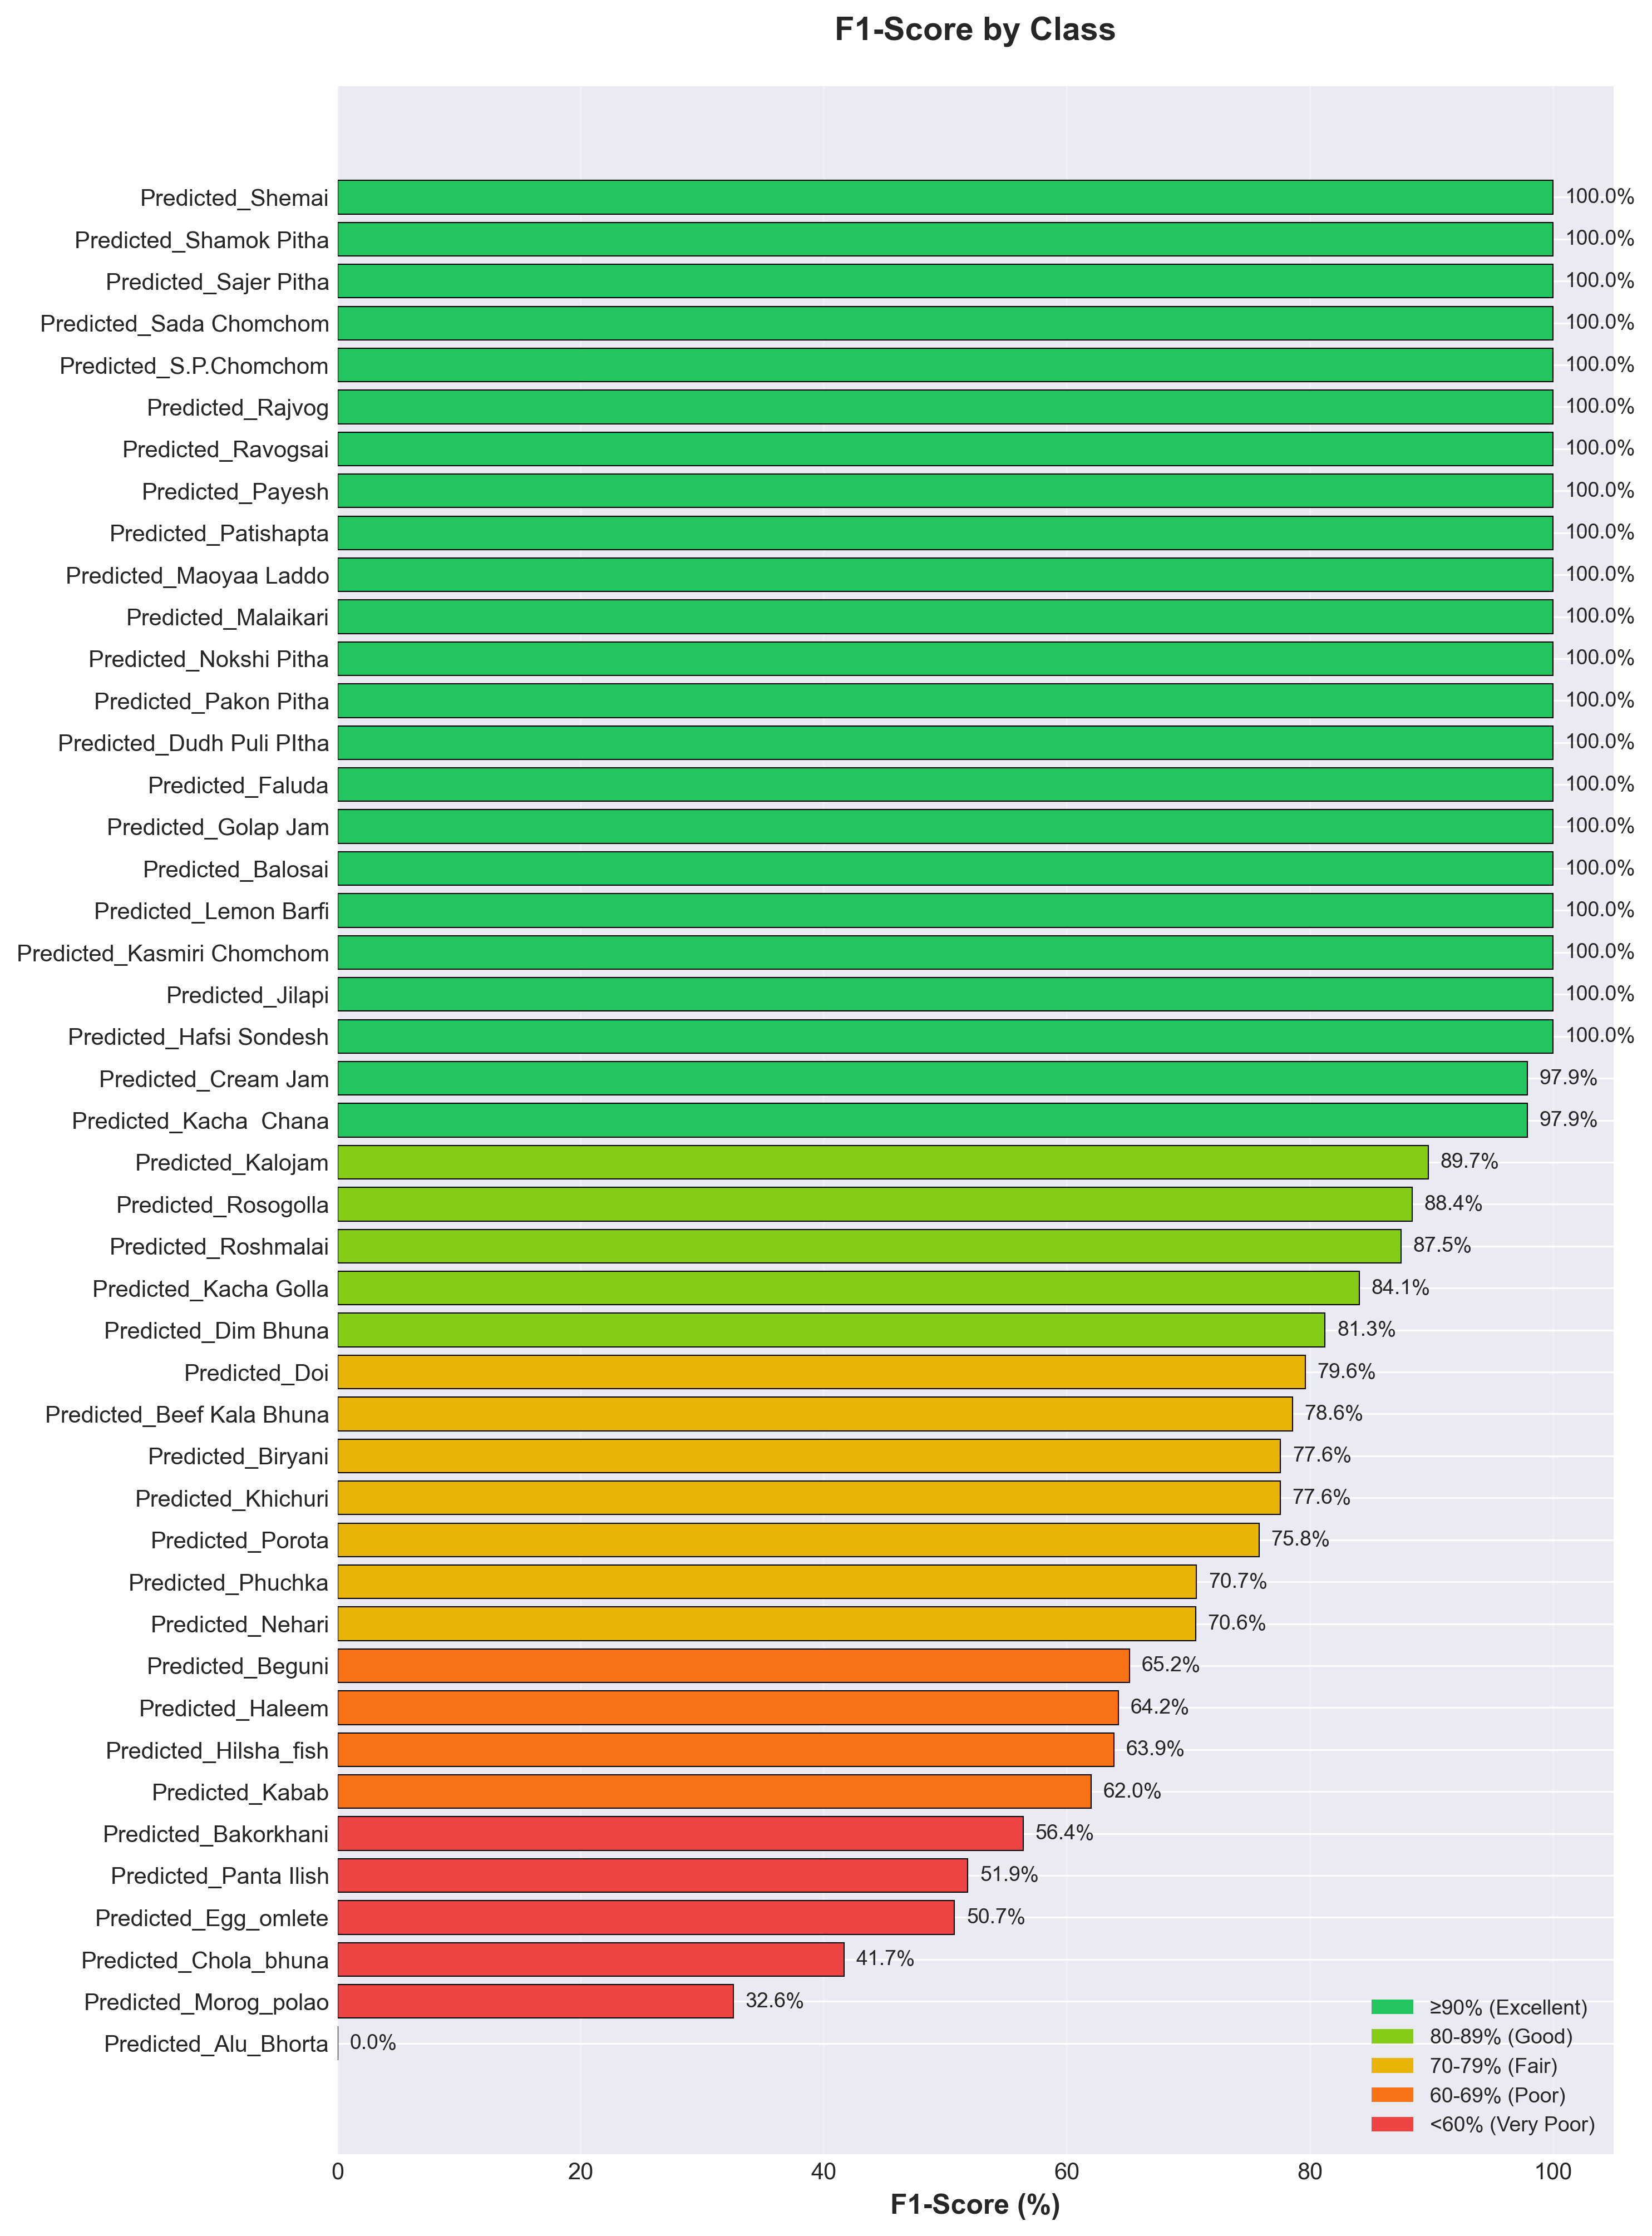 F1-Score by Class
Predicted_Shemai 100.0%
Predicted_Shamok Pitha 100.0%
Predicted_Sajer Pitha 100.0%
Predicted_Sada Chomchom 100.0%
Predicted_S.P.Chomchom 100.0%
Predicted_Rajvog 100.0%
Predicted_Ravogsai 100.0%
Predicted_Payesh 100.0%
Predicted_Patishapta 100.0%
Predicted_Maoyaa Laddo 100.0%
Predicted_Malaikari 100.0%
Predicted_Nokshi Pitha 100.0%
Predicted_Pakon Pitha 100.0%
Predicted_Dudh Puli PItha 100.0%
Predicted_Faluda 100.0%
Predicted_Golap Jam 100.0%
Predicted_Balosai 100.0%
Predicted_Lemon Barfi 100.0%
Predicted_Kasmiri Chomchom 100.0%
Predicted_Jilapi 100.0%
Predicted_Hafsi Sondesh 100.0%
Predicted_Cream Jam 97.9%
Predicted_Kacha  Chana 97.9%
Predicted_Kalojam 89.7%
Predicted_Rosogolla 88.4%
Predicted_Roshmalai 87.5%
Predicted_Kacha Golla 84.1%
Predicted_Dim Bhuna 81.3%
Predicted_Doi 79.6%
Predicted_Beef Kala Bhuna 78.6%
Predicted_Biryani 77.6%
Predicted_Khichuri 77.6%
Predicted_Porota 75.8%
Predicted_Phuchka 70.7%
Predicted_Nehari 70.6%
Predicted_Beguni 65.2%
Predicted_Haleem 64.2%
Predicted_Hilsha_fish 63.9%
Predicted_Kabab 62.0%
Predicted_Bakorkhani 56.4%
Predicted_Panta Ilish 51.9%
Predicted_Egg_omlete 50.7%
Predicted_Chola_bhuna 41.7%
Predicted_Morog_polao 32.6%
Predicted_Alu_Bhorta 0.0%
≥90% (Excellent)
80-89% (Good)
70-79% (Fair)
60-69% (Poor)
<60% (Very Poor)
0 20 40 60 80 100
F1-Score (%)